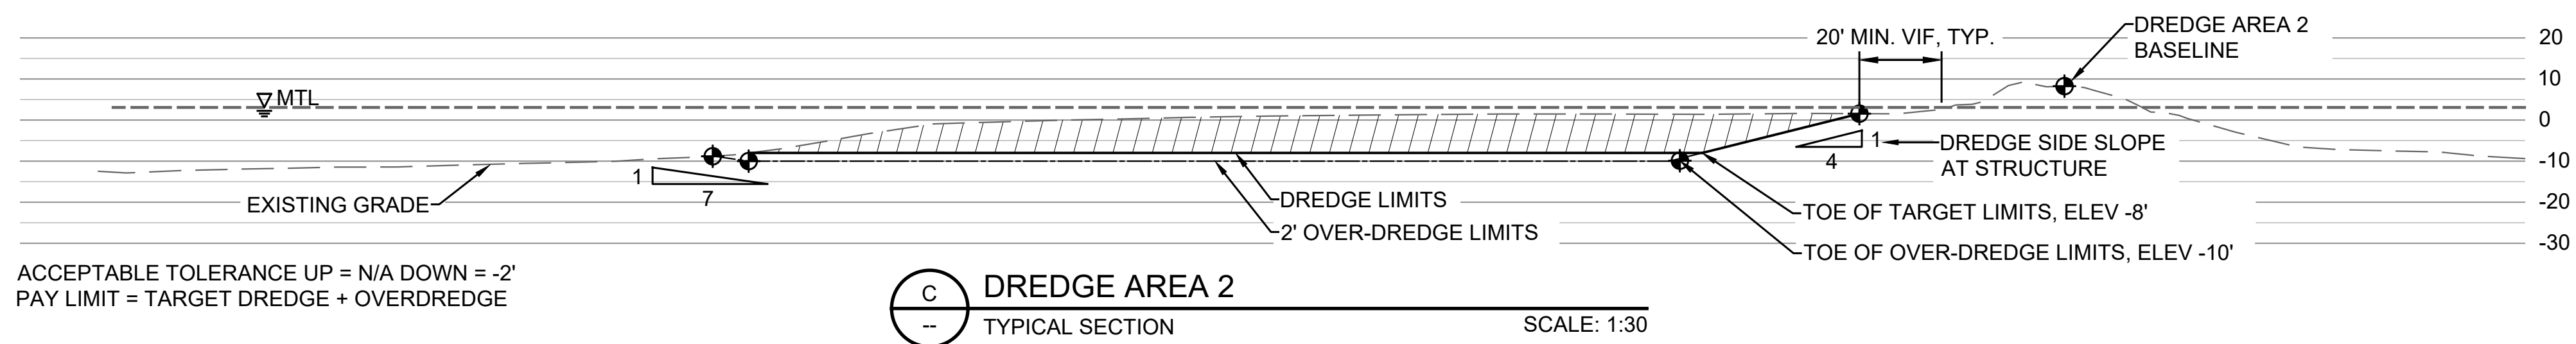 DREDGE AREA 2
BASELINE
20' MIN. VIF, TYP.
20
10
0
-10
-20
-30
MTL
1
4
DREDGE SIDE SLOPE
AT STRUCTURE
1
7
EXISTING GRADE
DREDGE LIMITS
2' OVER-DREDGE LIMITS
TOE OF TARGET LIMITS, ELEV -8'
TOE OF OVER-DREDGE LIMITS, ELEV -10'
ACCEPTABLE TOLERANCE UP = N/A DOWN = -2'
PAY LIMIT = TARGET DREDGE + OVERDREDGE
C
--
DREDGE AREA 2
TYPICAL SECTION
SCALE: 1:30